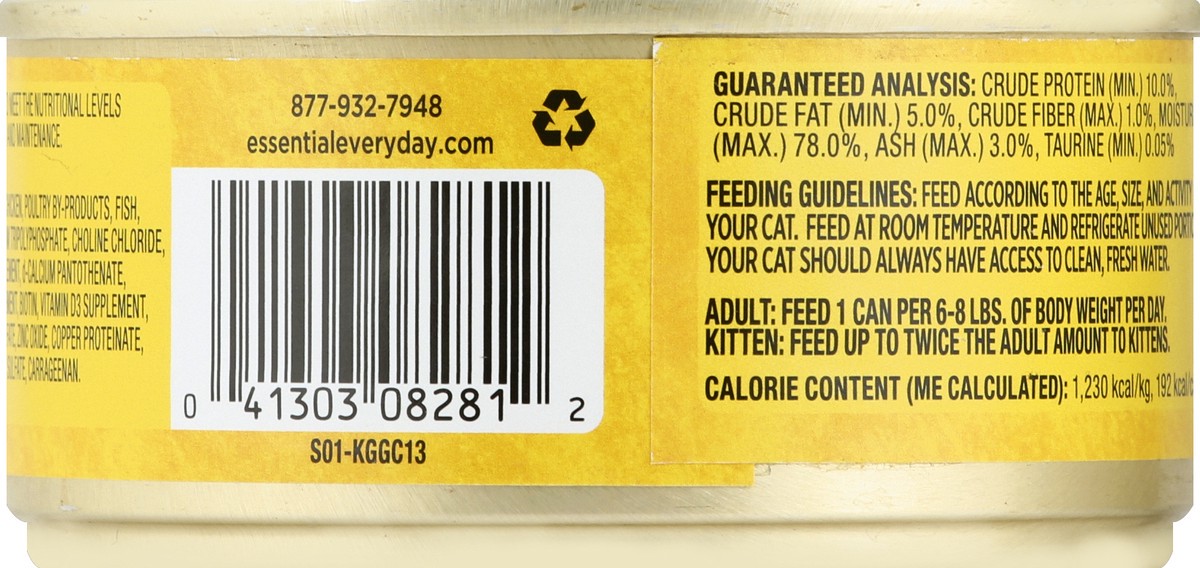 MEET THE NUTRITIONAL LEVELS
MAINTENANCE.
POULTRY BY-PRODUCTS, FISH,
TRIPOLYPHOSPHATE, CHOLINE CHLORIDE,
CALCIUM PANTOTHENATE,
BIOTIN, VITAMIN D3 SUPPLEMENT,
ZINC OXIDE, COPPER PROTEINATE,
CARRAGEENAN.
877-932-7948
essentialeveryday.com
0 41303 08281 2
S01-KGGC13
GUARANTEED ANALYSIS: CRUDE PROTEIN (MIN.) 10.0%,
CRUDE FAT (MIN.) 5.0%, CRUDE FIBER (MAX.) 1.0%,
(MAX.) 78.0%, ASH (MAX.) 3.0%, TAURINE (MIN.) 0.05%
FEEDING GUIDELINES: FEED ACCORDING TO THE AGE, SIZE, AND
YOUR CAT. FEED AT ROOM TEMPERATURE AND REFRIGERATE UNUSED
YOUR CAT SHOULD ALWAYS HAVE ACCESS TO CLEAN, FRESH WATER.
ADULT: FEED 1 CAN PER 6-8 LBS. OF BODY WEIGHT PER DAY.
KITTEN: FEED UP TO TWICE THE ADULT AMOUNT TO KITTENS.
CALORIE CONTENT (ME CALCULATED): 1,230 kcal/kg, 192